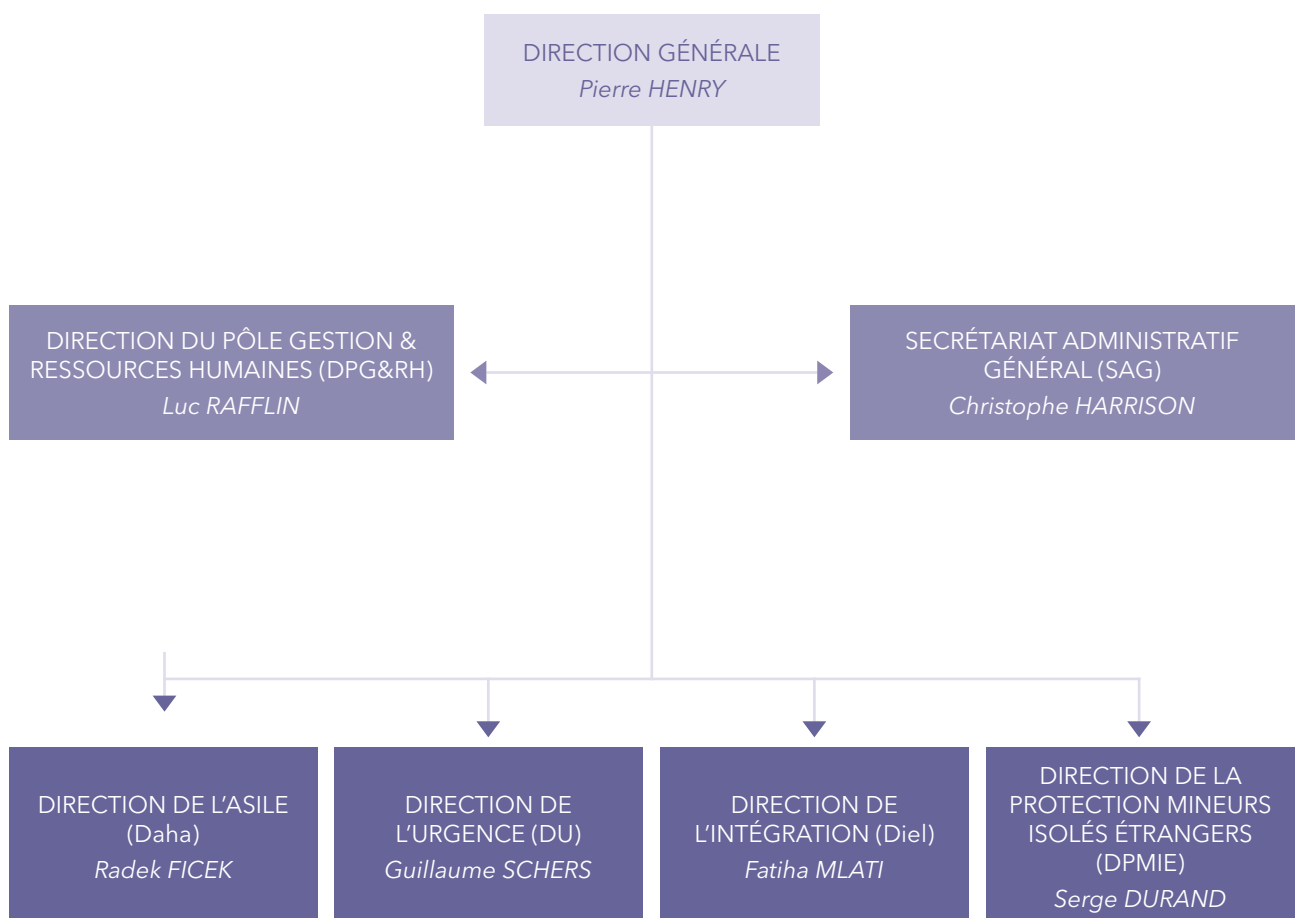 DIRECTION GÉNÉRALE
Pierre HENRY
DIRECTION DU PÔLE GESTION &
RESSOURCES HUMAINES (DPG&RH)
Luc RAFFLIN
SECRÉTARIAT ADMINISTRATIF
GÉNÉRAL (SAG)
Christophe HARRISON
DIRECTION DE L’ASILE
(Daha)
Radek FICEK
DIRECTION DE
L’URGENCE (DU)
Guillaume SCHERS
DIRECTION DE
L’INTÉGRATION (Diel)
Fatiha MLATI
DIRECTION DE LA
PROTECTION MINEURS
ISOLÉS ÉTRANGERS
(DPMIE)
Serge DURAND